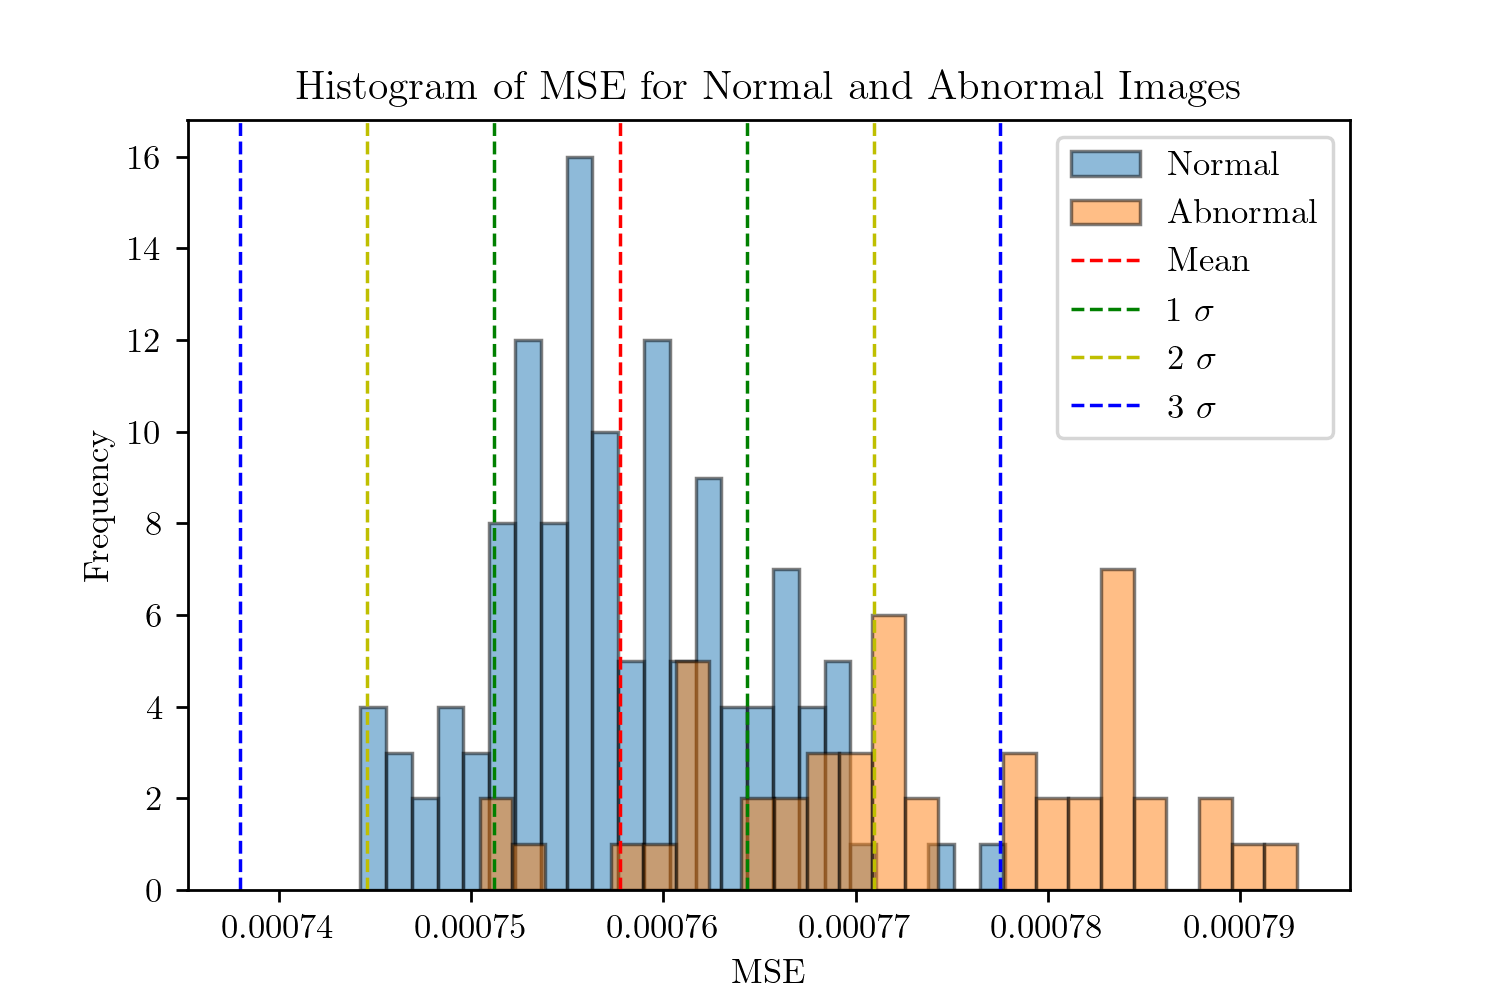 Histogram of MSE for Normal and Abnormal Images
Normal
Abnormal
Mean
1 σ
2 σ
3 σ
Frequency
16
14
12
10
8
6
4
2
0
0.00074 0.00075 0.00076 0.00077 0.00078 0.00079
MSE